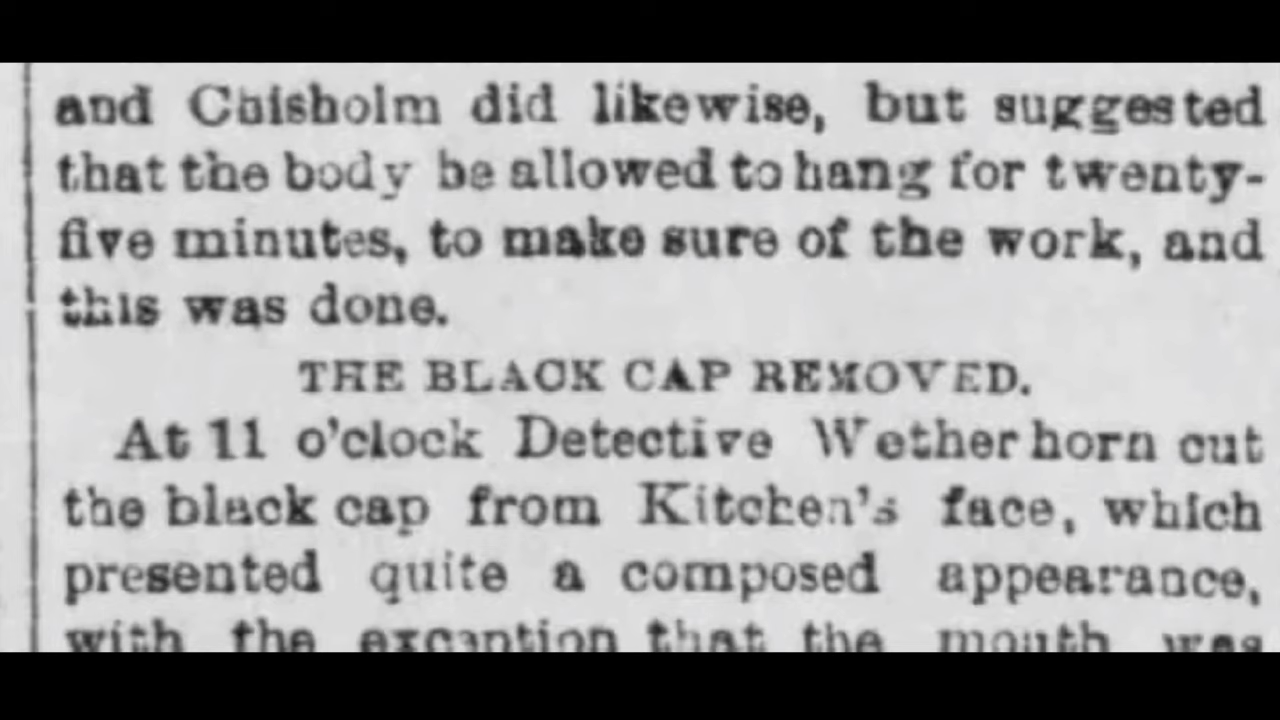 and Chisholm did likewise, but suggested
that the body be allowed to hang for twenty-
five minutes, to make sure of the work, and
this was done.
THE BLACK CAP REMOVED.
At 11 o'clock Detective Wetherhorn cut
the black cap from Kitchen's face, which
presented quite a composed appearance,
with the exception that the mouth was